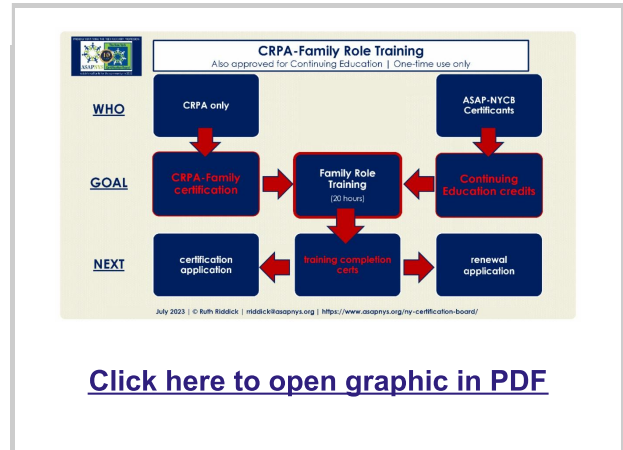 ASAPNYS
CRPA-Family Role Training
Also approved for Continuing Education | One-time use only
WHO
CRPA only
ASAP-NYCB
Certificants
GOAL
CRPA-Family
certification
Family Role
Training
(20 hours)
Continuing
Education credits
NEXT
certification
application
training completion
certs
renewal
application
July 2023 | © Ruth Riddick | rriddick@asapnys.org | https://www.asapnys.org/ny-certification-board/
Click here to open graphic in PDF